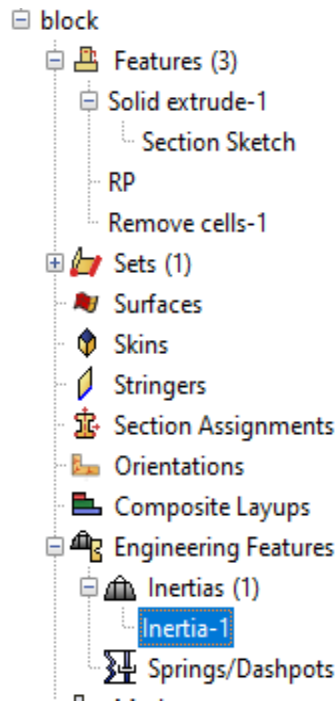 block
Features (3)
Solid extrude-1
Section Sketch
RP
Remove cells-1
Sets (1)
Surfaces
Skins
Stringers
Section Assignments
Orientations
Composite Layups
Engineering Features
Inertias (1)
Inertia-1
Springs/Dashpots